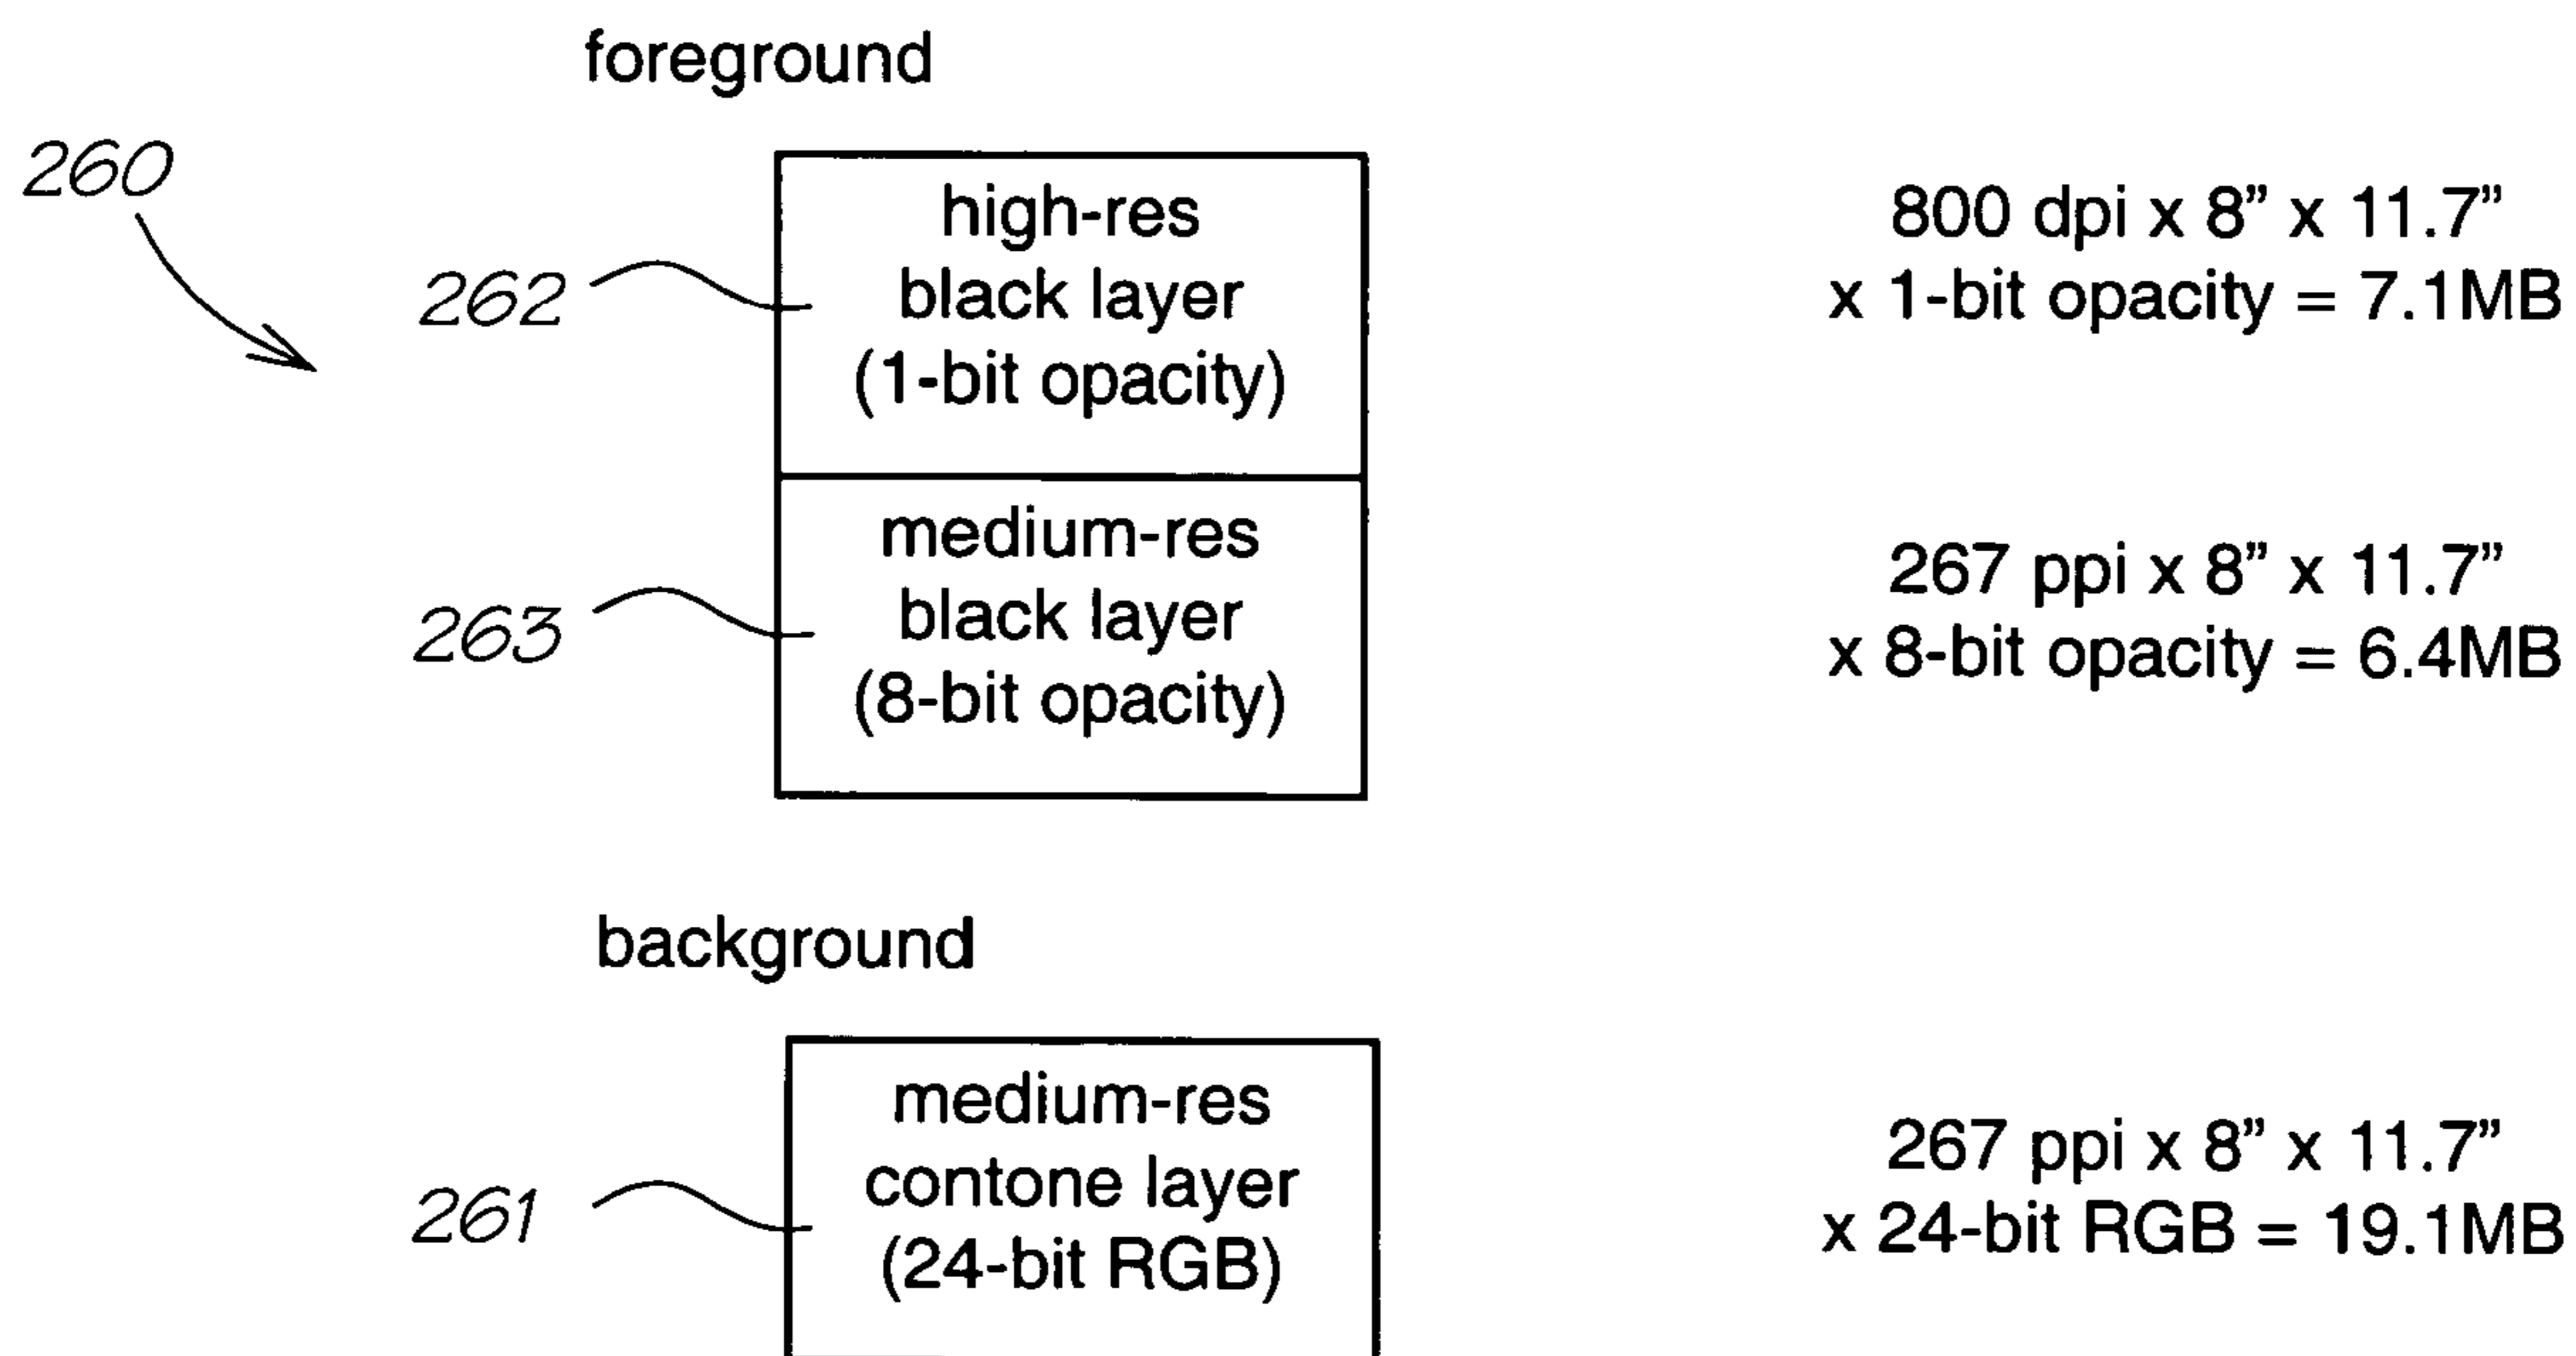 foreground
260
262
high-res
black layer
(1-bit opacity)
800 dpi x 8” x 11.7”
x 1-bit opacity = 7.1MB
263
medium-res
black layer
(8-bit opacity)
267 ppi x 8” x 11.7”
x 8-bit opacity = 6.4MB
background
261
medium-res
contone layer
(24-bit RGB)
267 ppi x 8” x 11.7”
x 24-bit RGB = 19.1MB